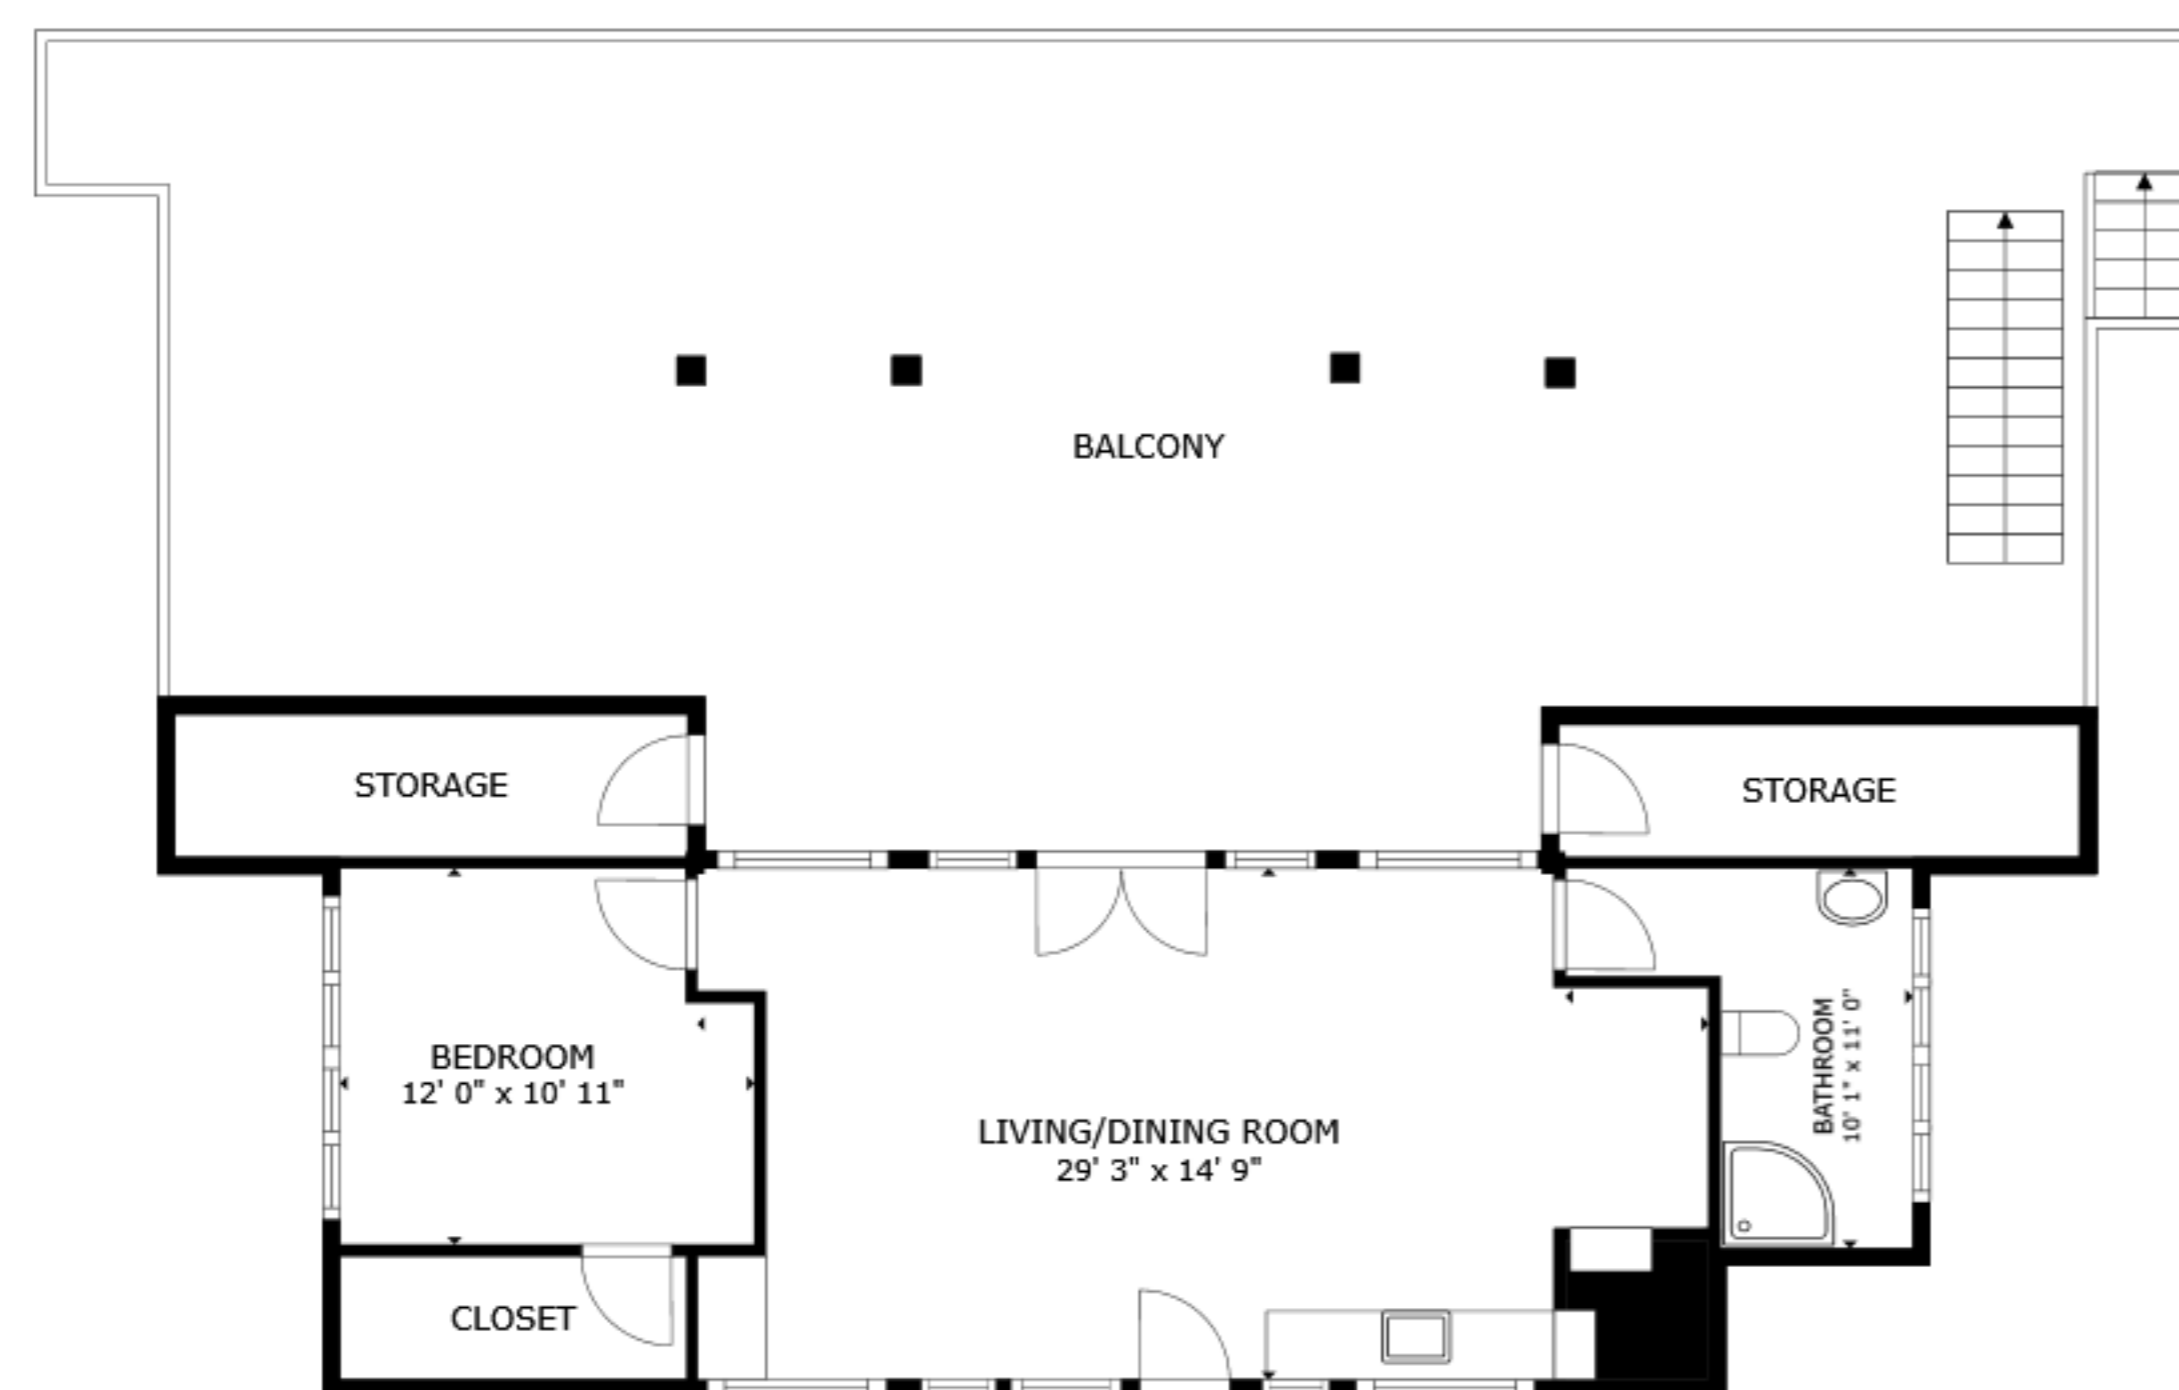 BALCONY
STORAGE
STORAGE
BEDROOM
12' 0" x 10' 11"
LIVING/DINING ROOM
29' 3" x 14' 9"
BATHROOM
10' 1" x 11' 0"
CLOSET